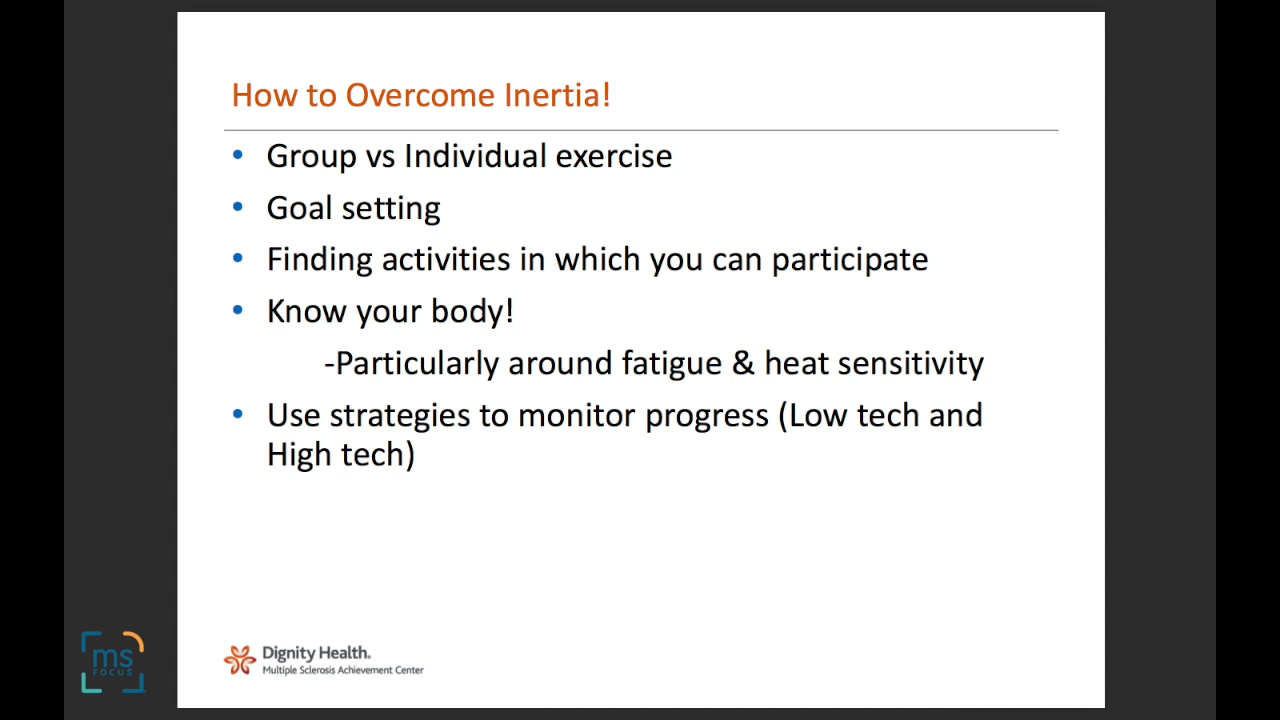 How to Overcome Inertia!
• Group vs Individual exercise
• Goal setting
• Finding activities in which you can participate
• Know your body!
-Particularly around fatigue & heat sensitivity
• Use strategies to monitor progress (Low tech and
High tech)
ms
FOCUS
Dignity Health.
Multiple Sclerosis Achievement Center